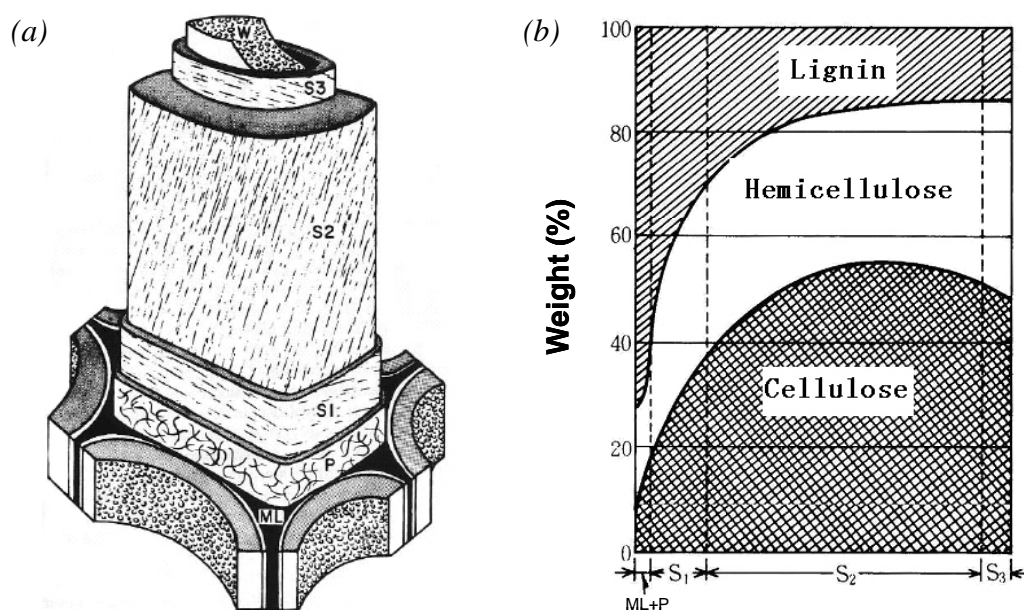 (a)
W
S3
S2
S1
P
ML
(b)
100
80
60
40
20
0
Weight (%)
Lignin
Hemicellulose
Cellulose
S₁
S₂
S₃
ML+P